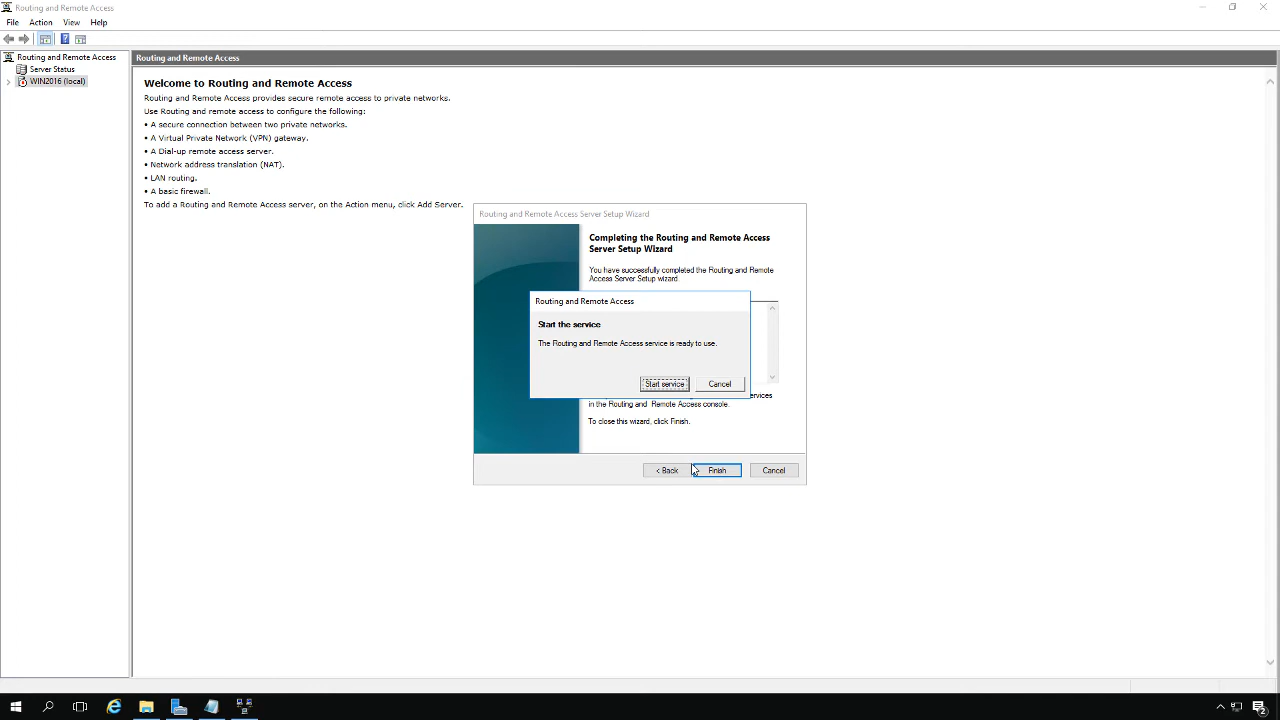 Routing and Remote Access
File Action View Help
Routing and Remote Access
Server Status
WIN2016 (local)
Routing and Remote Access
Welcome to Routing and Remote Access
Routing and Remote Access provides secure remote access to private networks.
Use Routing and remote access to configure the following:
• A secure connection between two private networks.
• A Virtual Private Network (VPN) gateway.
• A Dial-up remote access server.
• Network address translation (NAT).
• LAN routing.
• A basic firewall.
To add a Routing and Remote Access server, on the Action menu, click Add Server.
Routing and Remote Access Server Setup Wizard
Completing the Routing and Remote Access
Server Setup Wizard
You have successfully completed the Routing and Remote
Access Server Setup wizard
Routing and Remote Access
Start the service
The Routing and Remote Access service is ready to use.
Start service Cancel
in the Routing and Remote Access console.
To close this wizard, click Finish.
< Back Finish Cancel
2